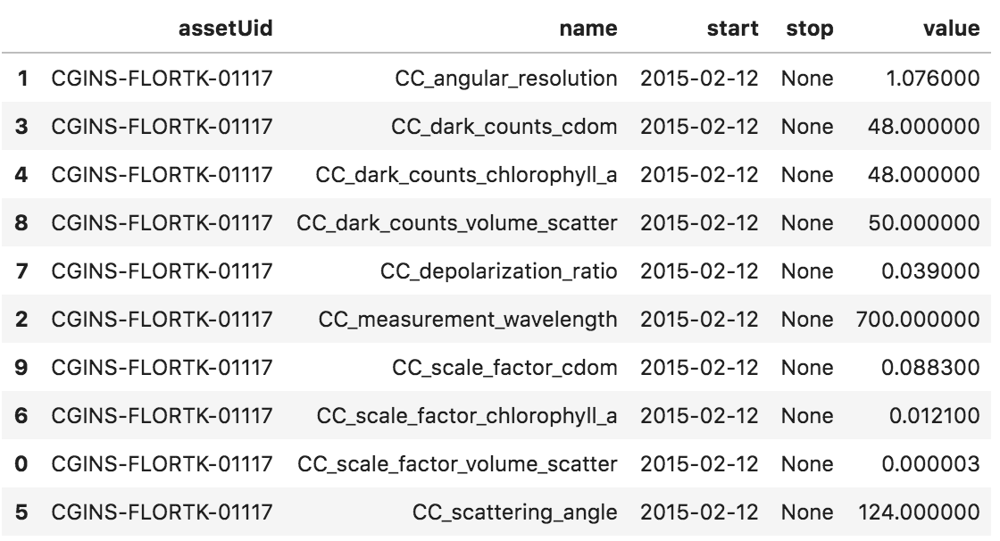 assetUid name start stop value
1 CGINS-FLORTK-01117 CC_angular_resolution 2015-02-12 None 1.076000
3 CGINS-FLORTK-01117 CC_dark_counts_cdom 2015-02-12 None 48.000000
4 CGINS-FLORTK-01117 CC_dark_counts_chlorophyll_a 2015-02-12 None 48.000000
8 CGINS-FLORTK-01117 CC_dark_counts_volume_scatter 2015-02-12 None 50.000000
7 CGINS-FLORTK-01117 CC_depolarization_ratio 2015-02-12 None 0.039000
2 CGINS-FLORTK-01117 CC_measurement_wavelength 2015-02-12 None 700.000000
9 CGINS-FLORTK-01117 CC_scale_factor_cdom 2015-02-12 None 0.088300
6 CGINS-FLORTK-01117 CC_scale_factor_chlorophyll_a 2015-02-12 None 0.012100
0 CGINS-FLORTK-01117 CC_scale_factor_volume_scatter 2015-02-12 None 0.000003
5 CGINS-FLORTK-01117 CC_scattering_angle 2015-02-12 None 124.000000